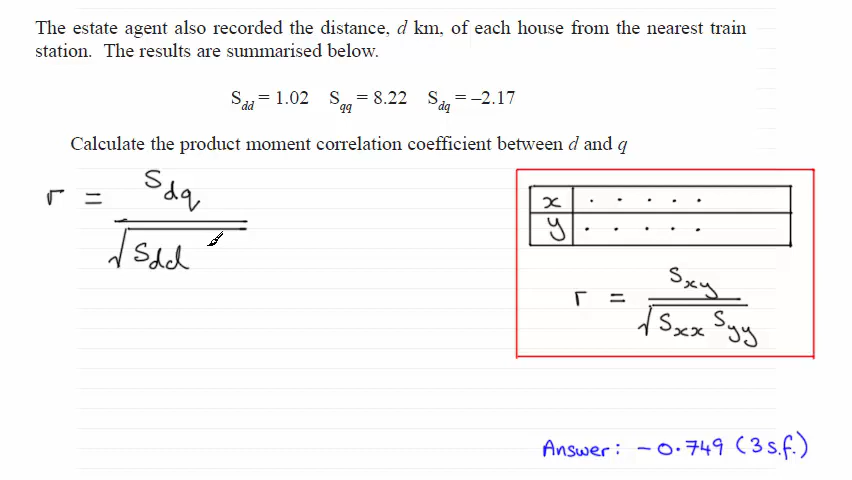 The estate agent also recorded the distance, d km, of each house from the nearest train
station. The results are summarised below.
S_dd = 1.02 S_qq = 8.22 S_dq = –2.17
Calculate the product moment correlation coefficient between d and q
r = S_dq / √S_dd
x . . . . .
y . . . . .
r = S_xy / √S_xx S_yy
Answer: -0.749 (3 s.f.)